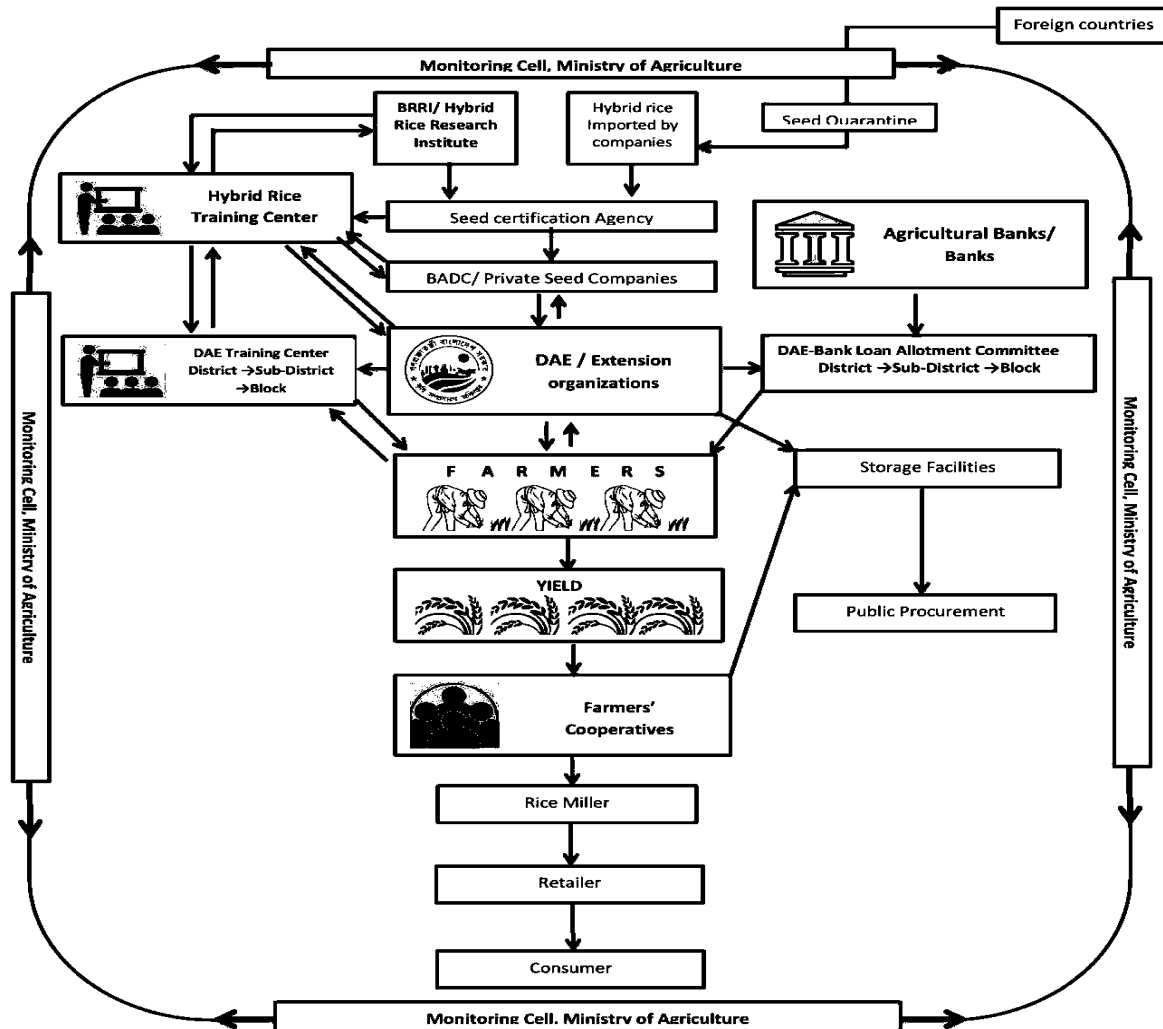 Foreign countries
Monitoring Cell, Ministry of Agriculture
BRRI/ Hybrid
Rice Research
Institute
Hybrid rice
Imported by
companies
Seed Quarantine
Hybrid Rice
Training Center
Seed certification Agency
Agricultural Banks/
Banks
BADC/ Private Seed Companies
DAE Training Center
District →Sub-District
→Block
DAE / Extension
organizations
DAE-Bank Loan Allotment Committee
District →Sub-District →Block
F A R M E R S
Storage Facilities
YIELD
Public Procurement
Farmers’
Cooperatives
Rice Miller
Retailer
Consumer
Monitoring Cell, Ministry of Agriculture
Monitoring Cell, Ministry of Agriculture
Monitoring Cell. Ministry of Agriculture